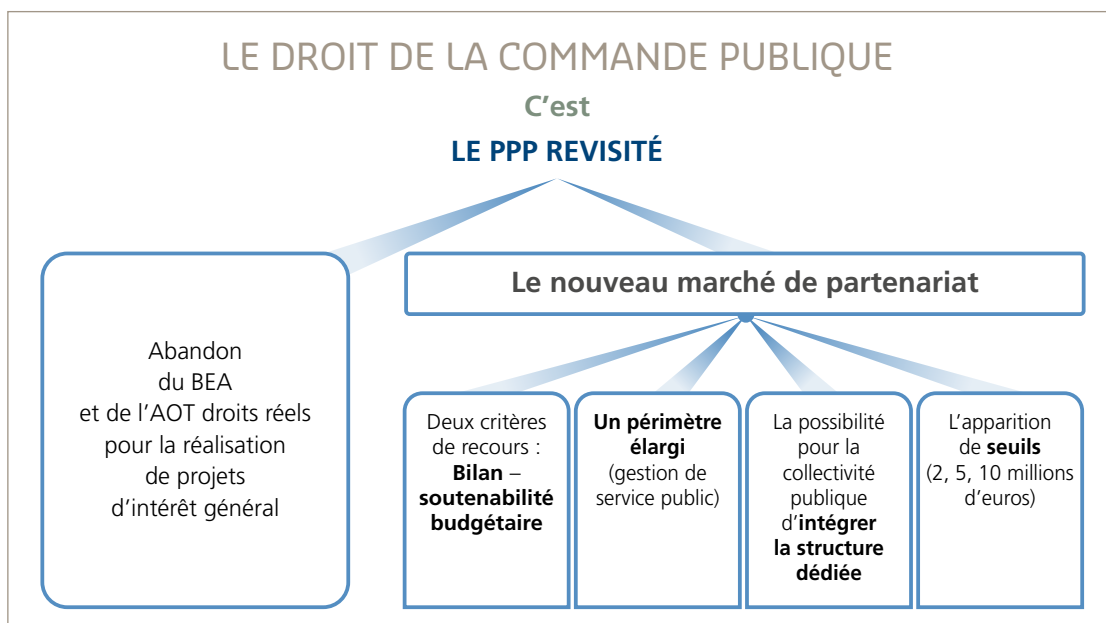 LE DROIT DE LA COMMANDE PUBLIQUE
C’est
LE PPP REVISITÉ
Abandon
du BEA
et de l’AOT droits réels
pour la réalisation
de projets
d’intérêt général
Le nouveau marché de partenariat
Deux critères
de recours :
Bilan –
soutenabilité
budgétaire
Un périmètre
élargi
(gestion de
service public)
La possibilité
pour la
collectivité
publique
d’intégrer
la structure
dédiée
L’apparition
de seuils
(2, 5, 10 millions
d’euros)